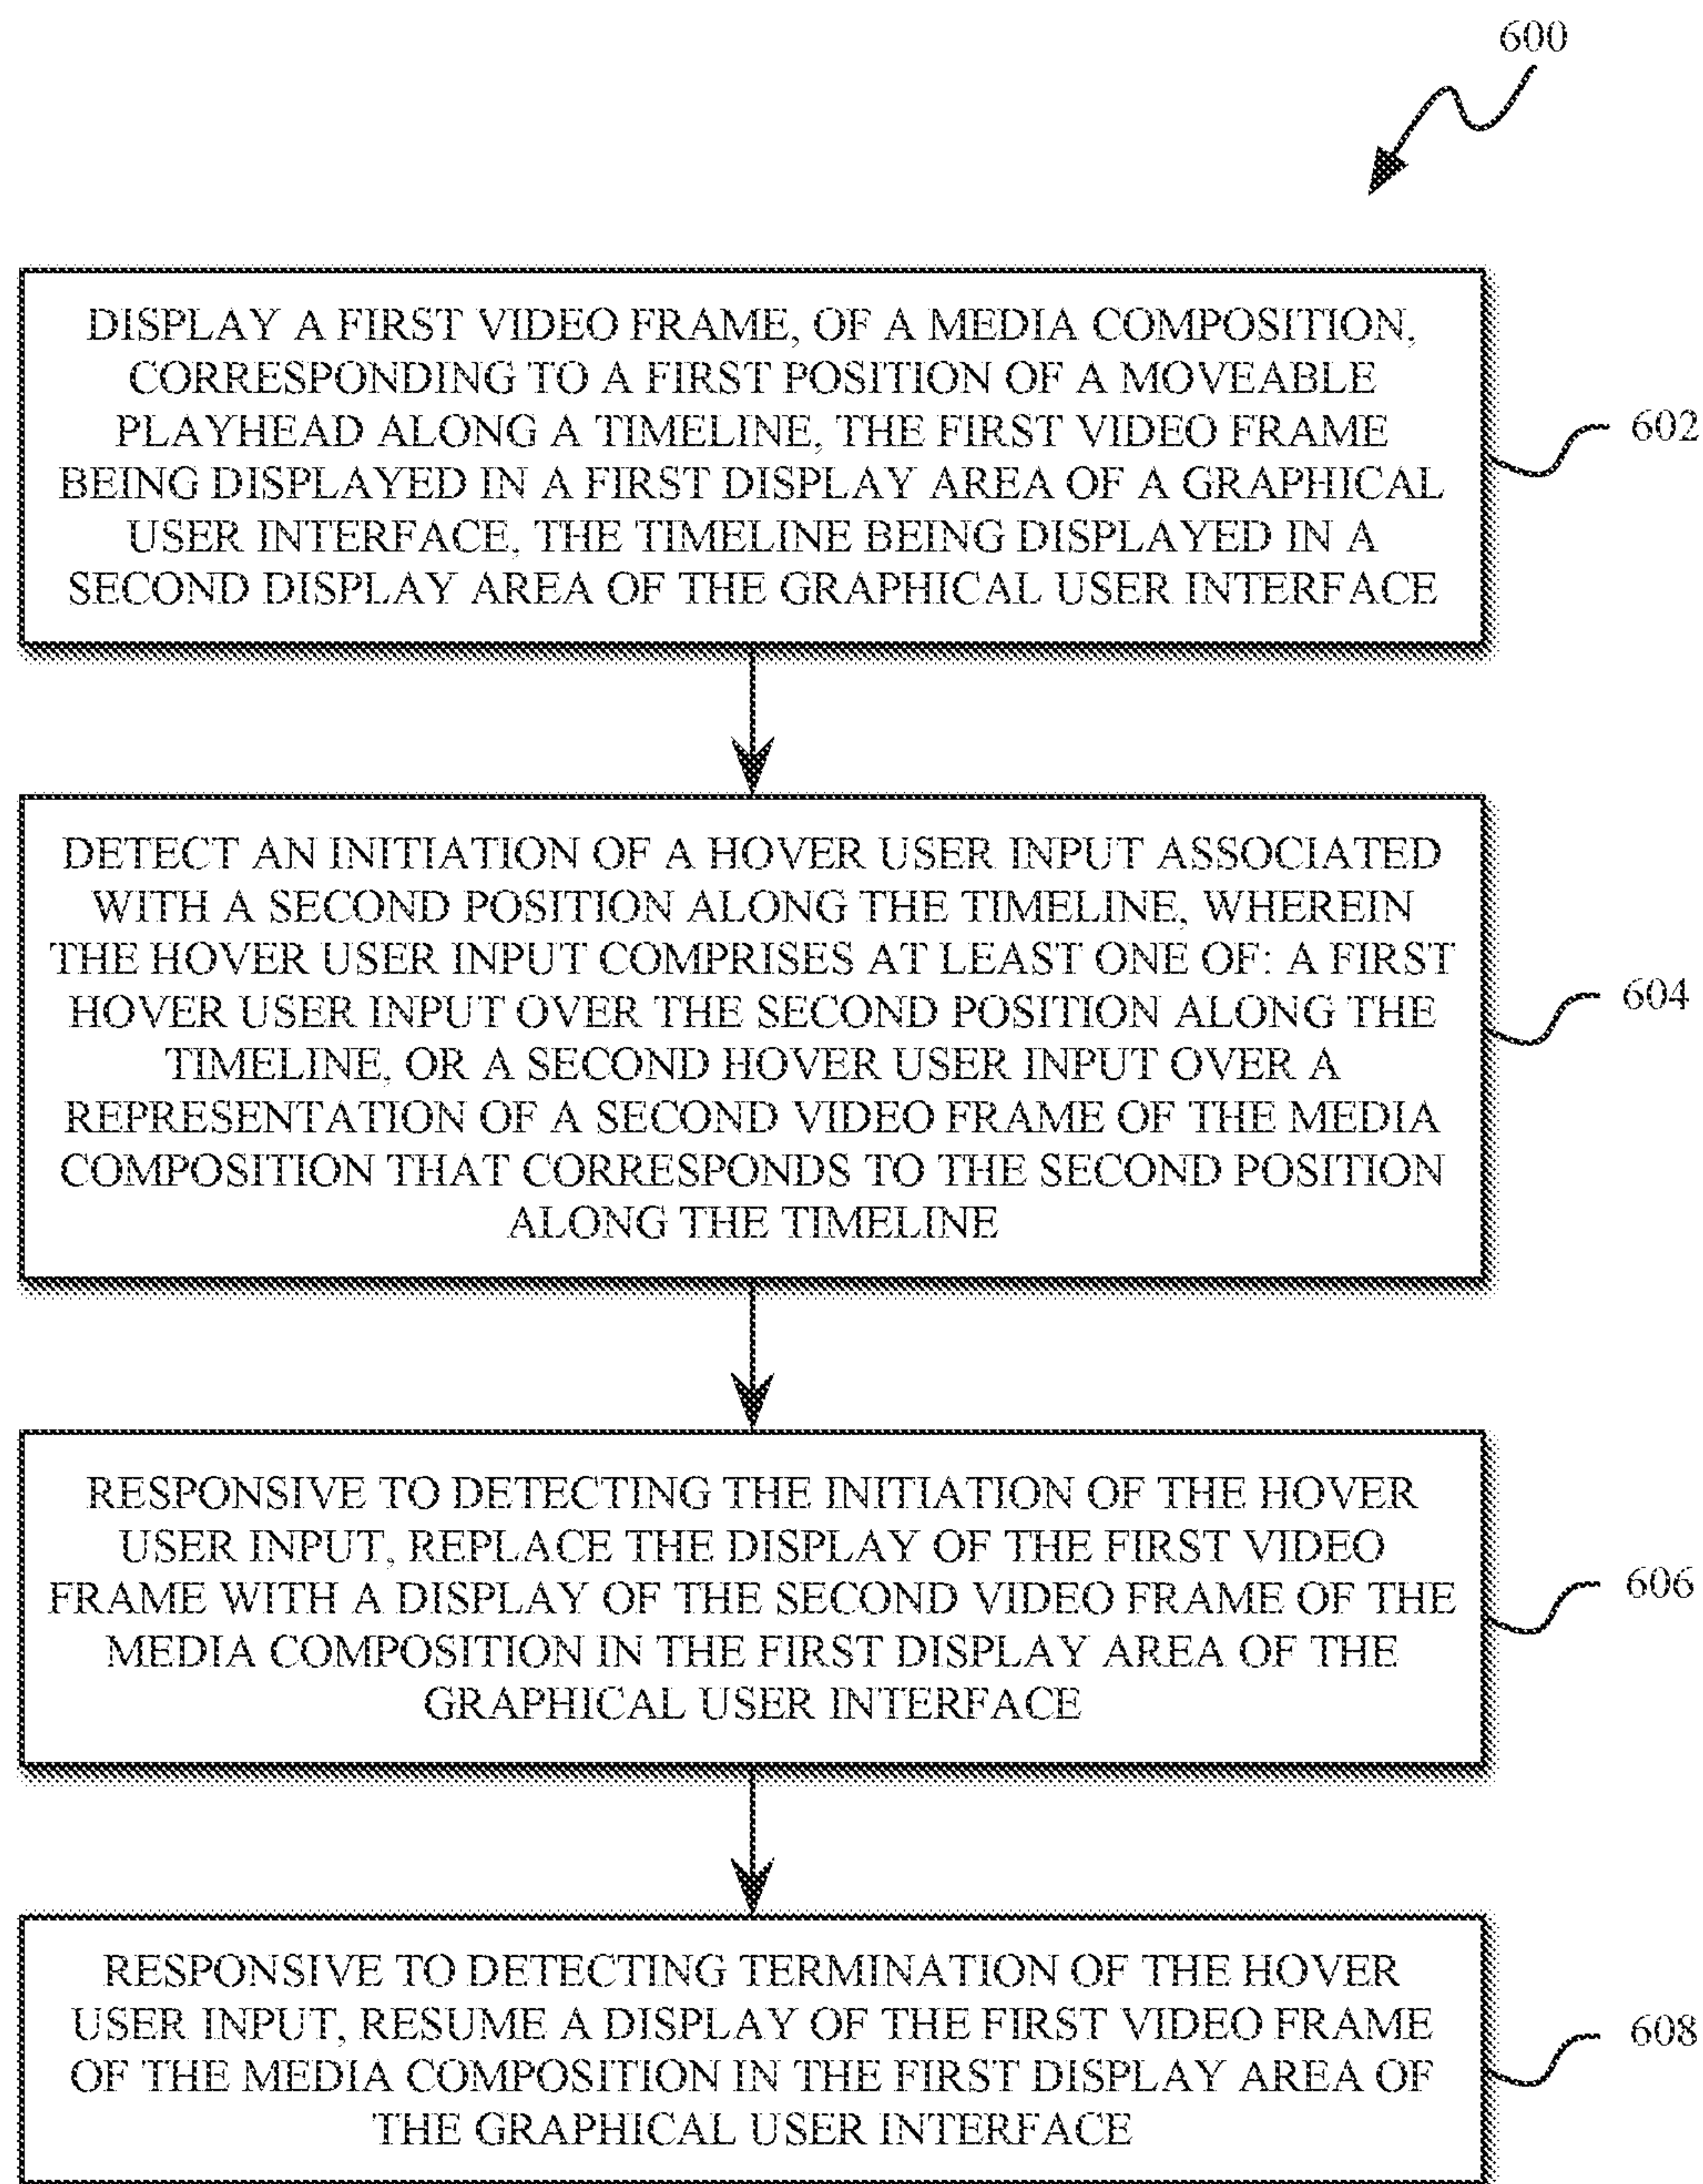 600
DISPLAY A FIRST VIDEO FRAME, OF A MEDIA COMPOSITION,
CORRESPONDING TO A FIRST POSITION OF A MOVEABLE
PLAYHEAD ALONG A TIMELINE, THE FIRST VIDEO FRAME
BEING DISPLAYED IN A FIRST DISPLAY AREA OF A GRAPHICAL
USER INTERFACE, THE TIMELINE BEING DISPLAYED IN A
SECOND DISPLAY AREA OF THE GRAPHICAL USER INTERFACE
602
DETECT AN INITIATION OF A HOVER USER INPUT ASSOCIATED
WITH A SECOND POSITION ALONG THE TIMELINE, WHEREIN
THE HOVER USER INPUT COMPRISES AT LEAST ONE OF: A FIRST
HOVER USER INPUT OVER THE SECOND POSITION ALONG THE
TIMELINE, OR A SECOND HOVER USER INPUT OVER A
REPRESENTATION OF A SECOND VIDEO FRAME OF THE MEDIA
COMPOSITION THAT CORRESPONDS TO THE SECOND POSITION
ALONG THE TIMELINE
604
RESPONSIVE TO DETECTING THE INITIATION OF THE HOVER
USER INPUT, REPLACE THE DISPLAY OF THE FIRST VIDEO
FRAME WITH A DISPLAY OF THE SECOND VIDEO FRAME OF THE
MEDIA COMPOSITION IN THE FIRST DISPLAY AREA OF THE
GRAPHICAL USER INTERFACE
606
RESPONSIVE TO DETECTING TERMINATION OF THE HOVER
USER INPUT, RESUME A DISPLAY OF THE FIRST VIDEO FRAME
OF THE MEDIA COMPOSITION IN THE FIRST DISPLAY AREA OF
THE GRAPHICAL USER INTERFACE
608